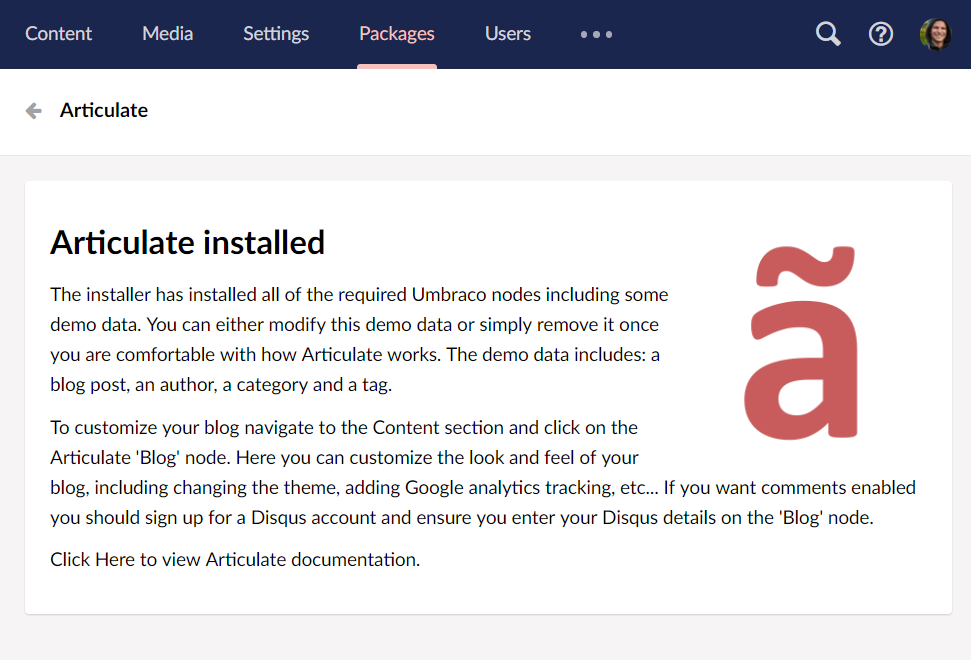 Content Media Settings Packages Users
Articulate
Articulate installed
The installer has installed all of the required Umbraco nodes including some
demo data. You can either modify this demo data or simply remove it once
you are comfortable with how Articulate works. The demo data includes: a
blog post, an author, a category and a tag.
ã
To customize your blog navigate to the Content section and click on the
Articulate 'Blog' node. Here you can customize the look and feel of your
blog, including changing the theme, adding Google analytics tracking, etc... If you want comments enabled
you should sign up for a Disqus account and ensure you enter your Disqus details on the 'Blog' node.
Click Here to view Articulate documentation.